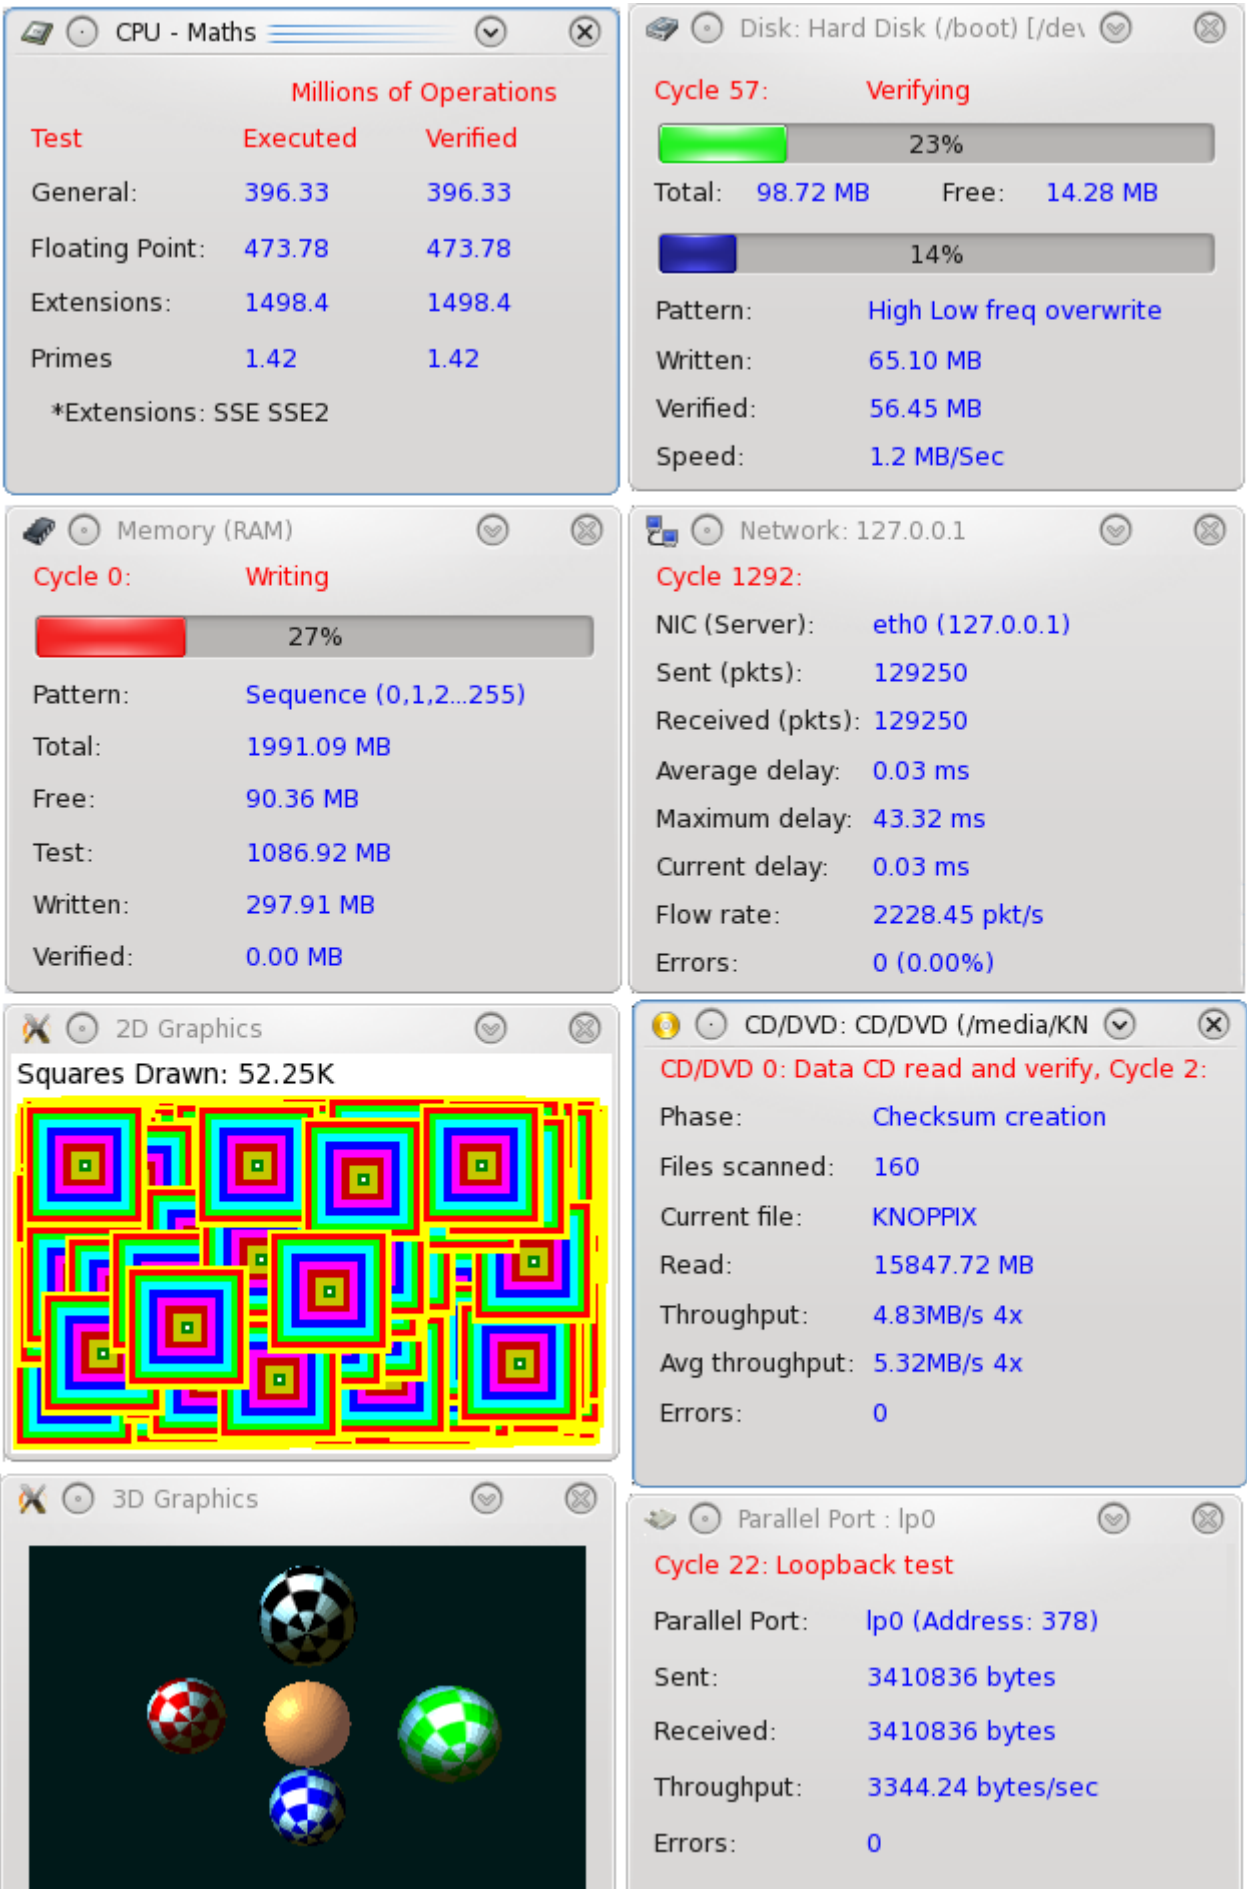 CPU - Maths
Millions of Operations
Test Executed Verified
General: 396.33 396.33
Floating Point: 473.78 473.78
Extensions: 1498.4 1498.4
Primes 1.42 1.42
*Extensions: SSE SSE2
Disk: Hard Disk (/boot) [/dev
Cycle 57: Verifying
23%
Total: 98.72 MB Free: 14.28 MB
14%
Pattern: High Low freq overwrite
Written: 65.10 MB
Verified: 56.45 MB
Speed: 1.2 MB/Sec
Memory (RAM)
Cycle 0: Writing
27%
Pattern: Sequence (0,1,2...255)
Total: 1991.09 MB
Free: 90.36 MB
Test: 1086.92 MB
Written: 297.91 MB
Verified: 0.00 MB
Network: 127.0.0.1
Cycle 1292:
NIC (Server): eth0 (127.0.0.1)
Sent (pkts): 129250
Received (pkts): 129250
Average delay: 0.03 ms
Maximum delay: 43.32 ms
Current delay: 0.03 ms
Flow rate: 2228.45 pkt/s
Errors: 0 (0.00%)
2D Graphics
Squares Drawn: 52.25K
CD/DVD: CD/DVD (/media/KN
CD/DVD 0: Data CD read and verify, Cycle 2:
Phase: Checksum creation
Files scanned: 160
Current file: KNOPPIX
Read: 15847.72 MB
Throughput: 4.83MB/s 4x
Avg throughput: 5.32MB/s 4x
Errors: 0
3D Graphics
Parallel Port : lp0
Cycle 22: Loopback test
Parallel Port: lp0 (Address: 378)
Sent: 3410836 bytes
Received: 3410836 bytes
Throughput: 3344.24 bytes/sec
Errors: 0